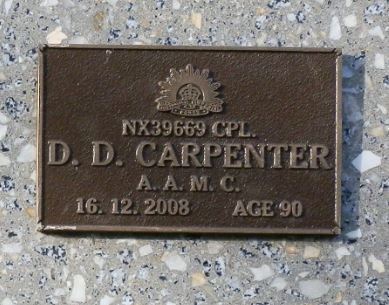 NX39669 CPL.
D. D. CARPENTER
A. A. M. C.
16. 12. 2008 AGE 90